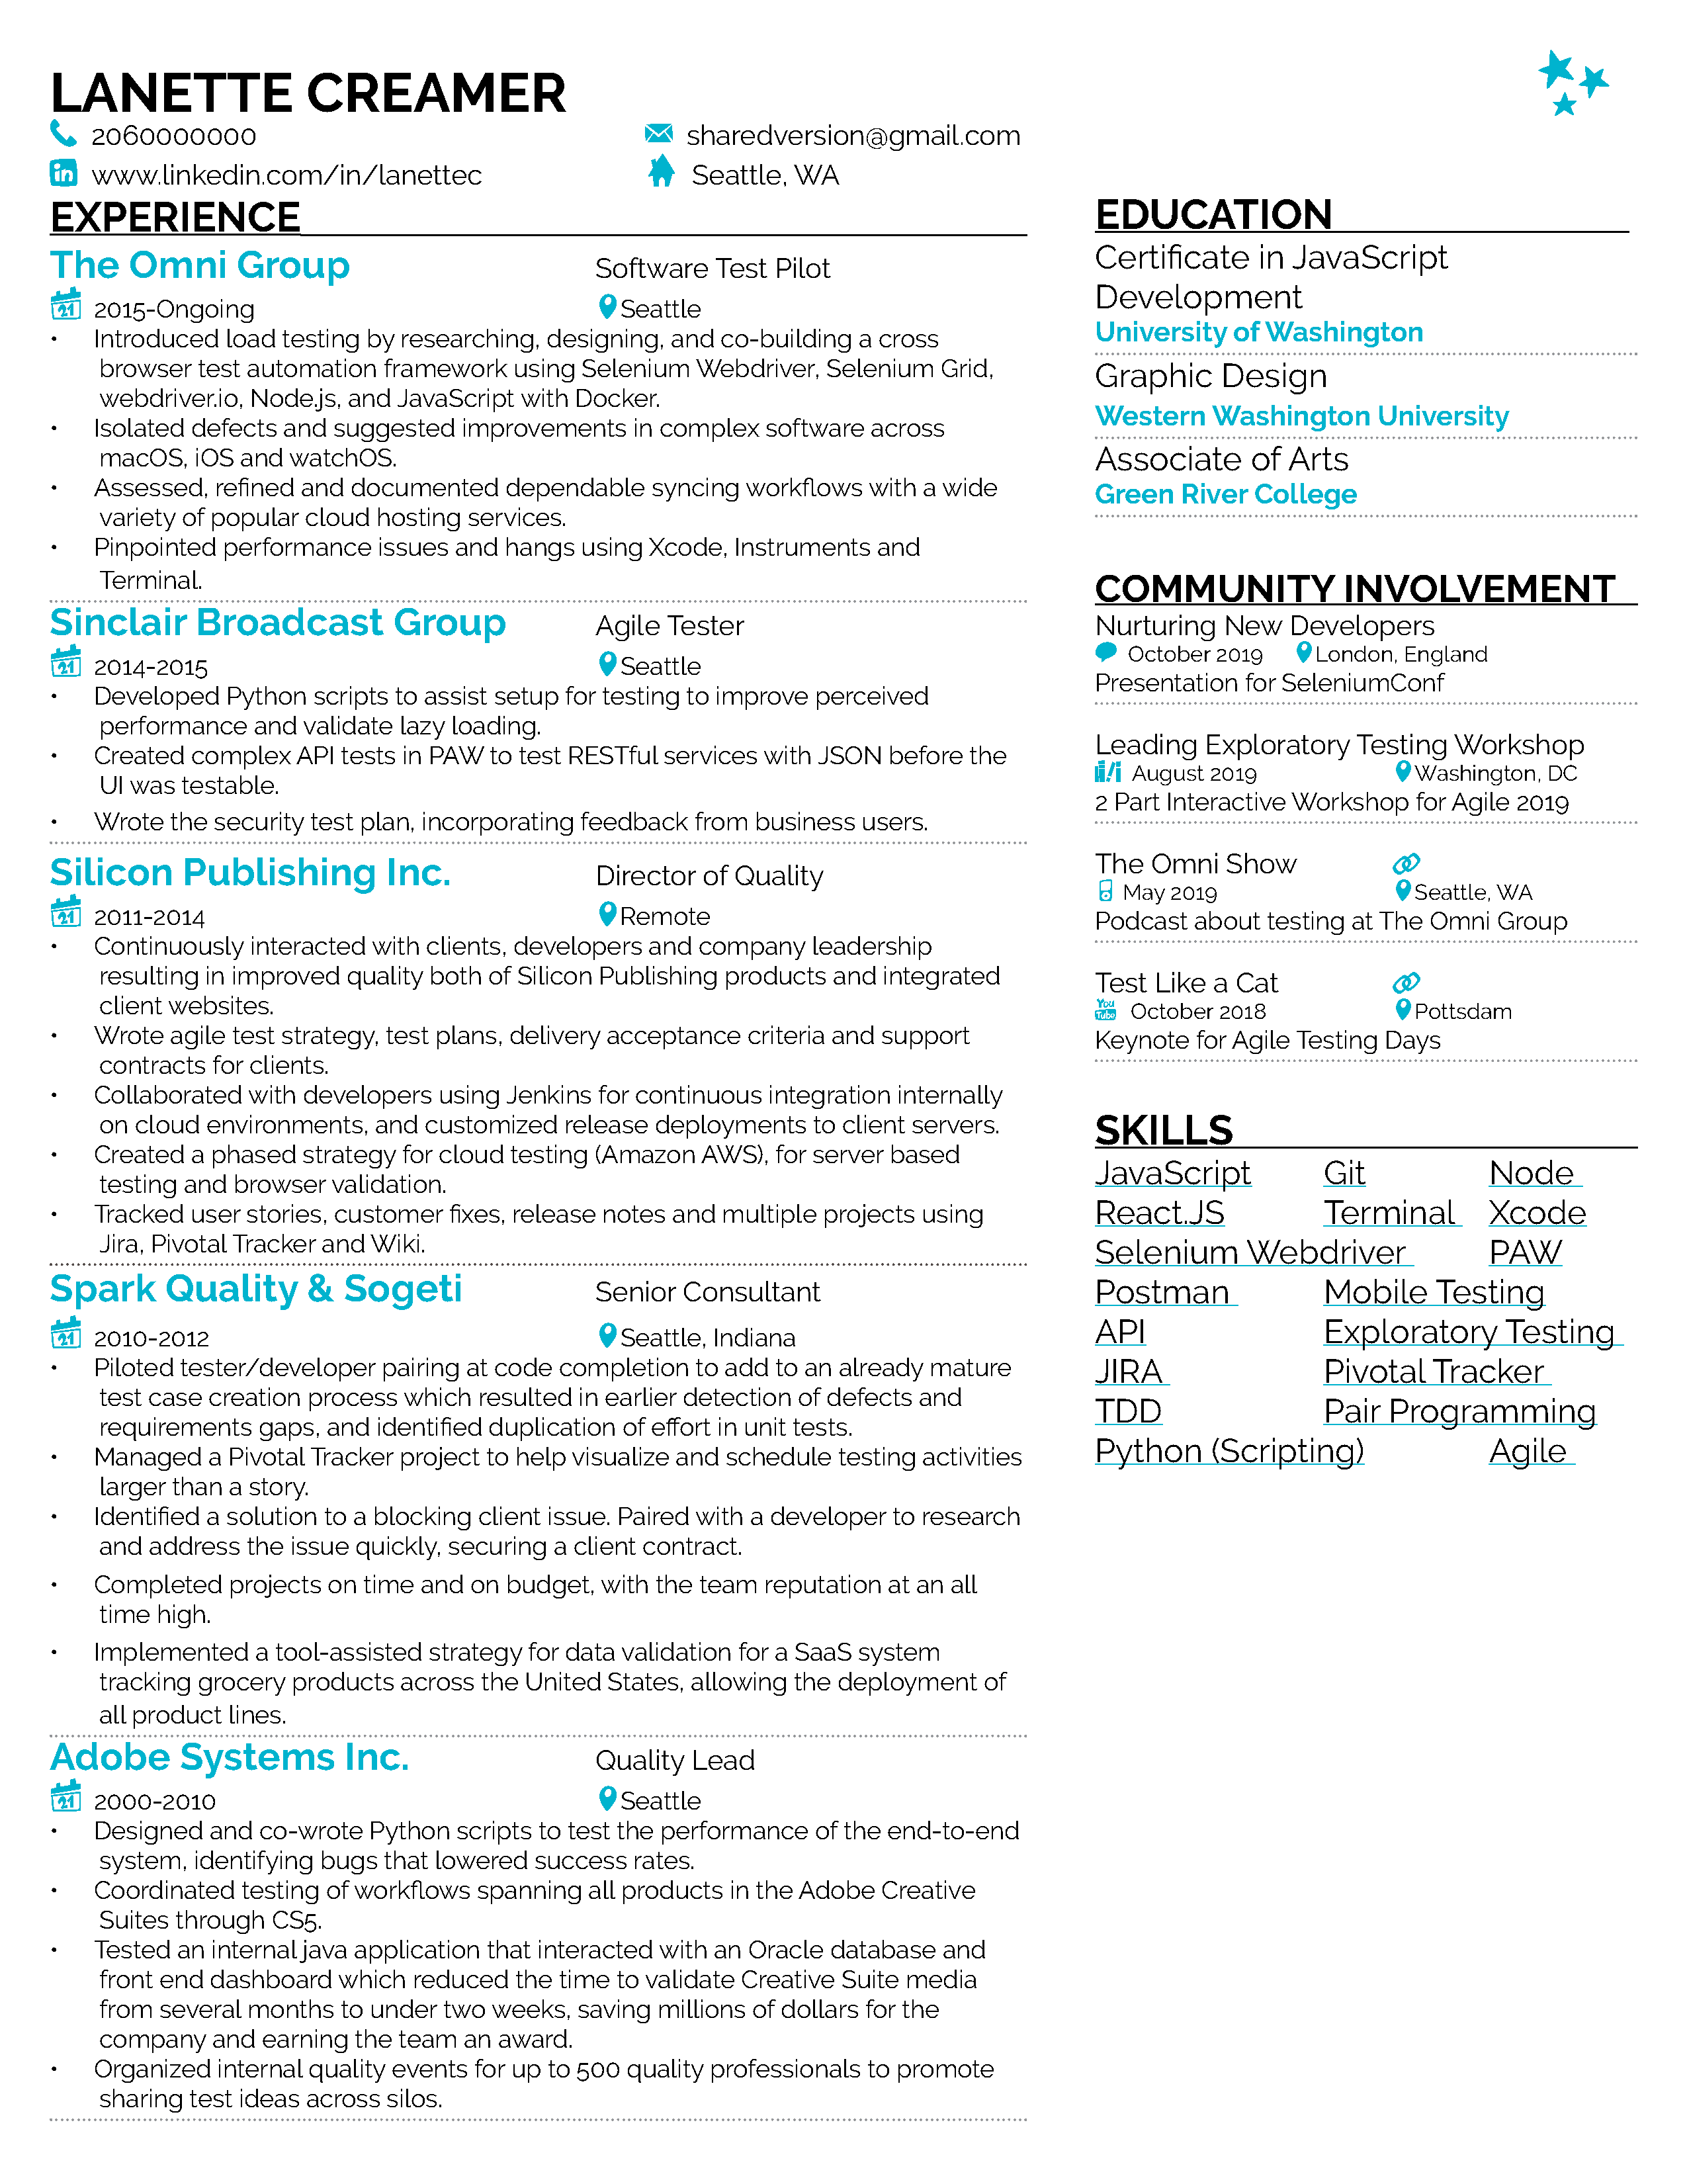 LANETTE CREAMER
2060000000
sharedversion@gmail.com
www.linkedin.com/in/lanettec
Seattle, WA
EXPERIENCE
The Omni Group
Software Test Pilot
2015-Ongoing
Seattle
• Introduced load testing by researching, designing, and co-building a cross
browser test automation framework using Selenium Webdriver, Selenium Grid,
webdriver.io, Node.js, and JavaScript with Docker.
• Isolated defects and suggested improvements in complex software across
macOS, iOS and watchOS.
• Assessed, refined and documented dependable syncing workflows with a wide
variety of popular cloud hosting services.
• Pinpointed performance issues and hangs using Xcode, Instruments and
Terminal.
Sinclair Broadcast Group
Agile Tester
2014-2015
Seattle
• Developed Python scripts to assist setup for testing to improve perceived
performance and validate lazy loading.
• Created complex API tests in PAW to test RESTful services with JSON before the
UI was testable.
• Wrote the security test plan, incorporating feedback from business users.
Silicon Publishing Inc.
Director of Quality
2011-2014
Remote
• Continuously interacted with clients, developers and company leadership
resulting in improved quality both of Silicon Publishing products and integrated
client websites.
• Wrote agile test strategy, test plans, delivery acceptance criteria and support
contracts for clients.
• Collaborated with developers using Jenkins for continuous integration internally
on cloud environments, and customized release deployments to client servers.
• Created a phased strategy for cloud testing (Amazon AWS), for server based
testing and browser validation.
• Tracked user stories, customer fixes, release notes and multiple projects using
Jira, Pivotal Tracker and Wiki.
Spark Quality & Sogeti
Senior Consultant
2010-2012
Seattle, Indiana
• Piloted tester/developer pairing at code completion to add to an already mature
test case creation process which resulted in earlier detection of defects and
requirements gaps, and identified duplication of effort in unit tests.
• Managed a Pivotal Tracker project to help visualize and schedule testing activities
larger than a story.
• Identified a solution to a blocking client issue. Paired with a developer to research
and address the issue quickly, securing a client contract.
• Completed projects on time and on budget, with the team reputation at an all
time high.
• Implemented a tool-assisted strategy for data validation for a SaaS system
tracking grocery products across the United States, allowing the deployment of
all product lines.
Adobe Systems Inc.
Quality Lead
2000-2010
Seattle
• Designed and co-wrote Python scripts to test the performance of the end-to-end
system, identifying bugs that lowered success rates.
• Coordinated testing of workflows spanning all products in the Adobe Creative
Suites through CS5.
• Tested an internal java application that interacted with an Oracle database and
front end dashboard which reduced the time to validate Creative Suite media
from several months to under two weeks, saving millions of dollars for the
company and earning the team an award.
• Organized internal quality events for up to 500 quality professionals to promote
sharing test ideas across silos.
EDUCATION
Certificate in JavaScript
Development
University of Washington
Graphic Design
Western Washington University
Associate of Arts
Green River College
COMMUNITY INVOLVEMENT
Nurturing New Developers
October 2019 London, England
Presentation for SeleniumConf
Leading Exploratory Testing Workshop
August 2019 Washington, DC
2 Part Interactive Workshop for Agile 2019
The Omni Show
May 2019 Seattle, WA
Podcast about testing at The Omni Group
Test Like a Cat
October 2018 Pottsdam
Keynote for Agile Testing Days
SKILLS
JavaScript Git Node
React.JS Terminal Xcode
Selenium Webdriver PAW
Postman Mobile Testing
API Exploratory Testing
JIRA Pivotal Tracker
TDD Pair Programming
Python (Scripting) Agile